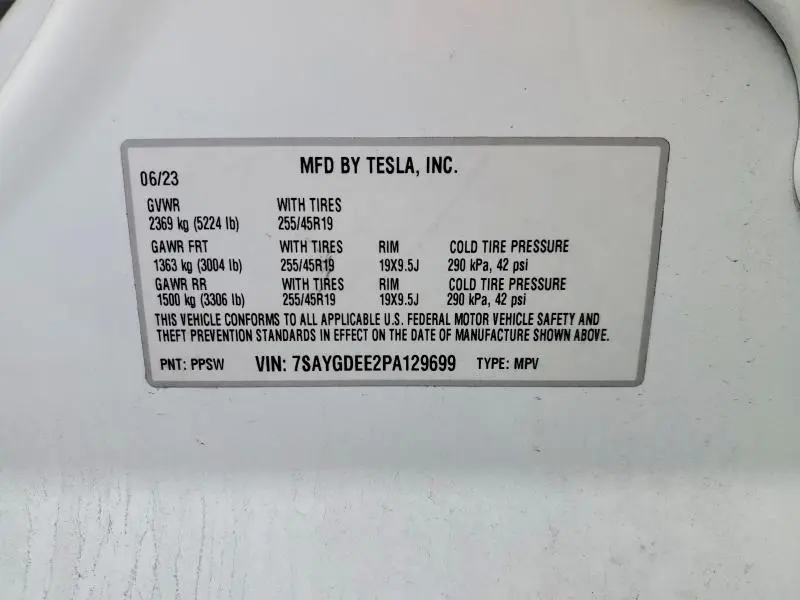 MFD BY TESLA, INC.
06/23
GVWR WITH TIRES
2369 kg (5224 lb) 255/45R19
GAWR FRT WITH TIRES RIM COLD TIRE PRESSURE
1363 kg (3004 lb) 255/45R19 19X9.5J 290 kPa, 42 psi
GAWR RR WITH TIRES RIM COLD TIRE PRESSURE
1500 kg (3306 lb) 255/45R19 19X9.5J 290 kPa, 42 psi
THIS VEHICLE CONFORMS TO ALL APPLICABLE U.S. FEDERAL MOTOR VEHICLE SAFETY AND
THEFT PREVENTION STANDARDS IN EFFECT ON THE DATE OF MANUFACTURE SHOWN ABOVE.
PNT: PPSW VIN: 7SAYGDEE2PA129699 TYPE: MPV